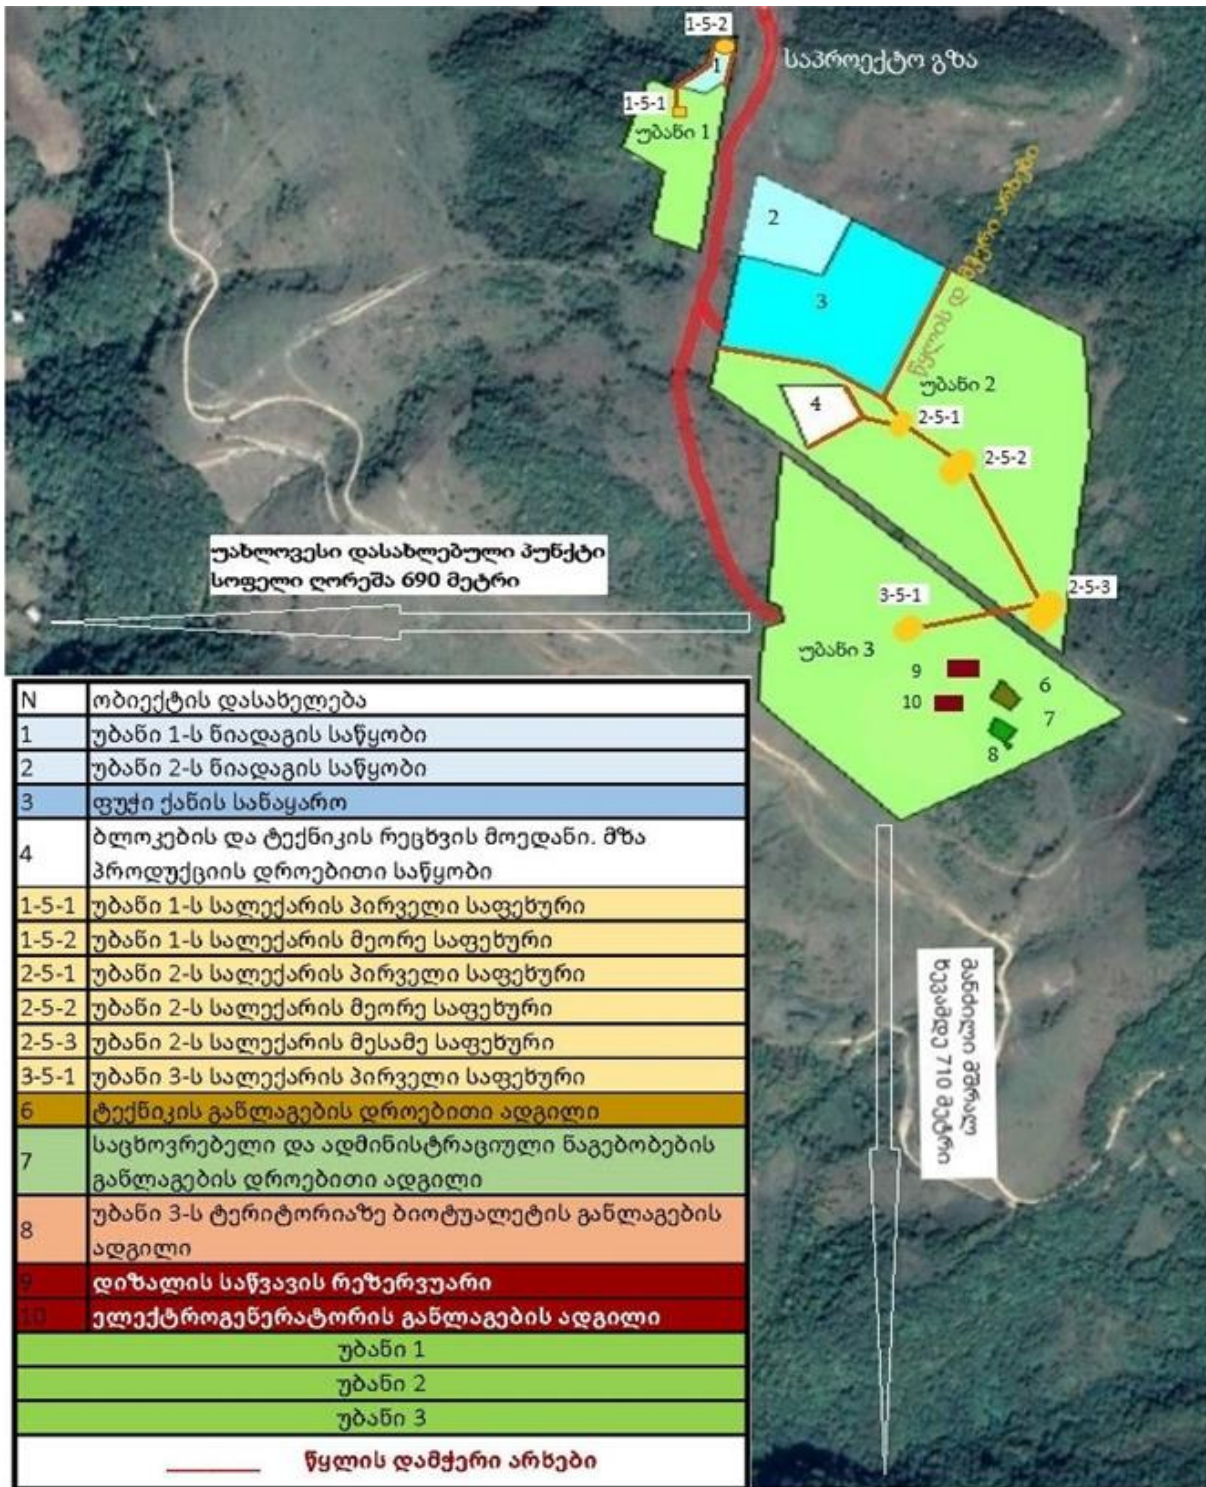 1-5-2
საპროექტო გზა
1
1-5-1
უბანი 1
2
წყლის დამჭერი არხები
3
უბანი 2
4
2-5-1
2-5-2
უახლოვესი დასახლებული პუნქტი
სოფელი ღორეშა 690 მეტრი
3-5-1
2-5-3
უბანი 3
9
6
10
7
8
მანძილი მშრალ
ხევამდე 710 მეტრი
N ობიექტის დასახელება
1 უბანი 1-ს ნიადაგის საწყობი
2 უბანი 2-ს ნიადაგის საწყობი
3 ფუჭი ქანის სანაყარო
4 ბლოკების და ტექნიკის რეცხვის მოედანი. მზა
პროდუქციის დროებითი საწყობი
1-5-1 უბანი 1-ს სალექარის პირველი საფეხური
1-5-2 უბანი 1-ს სალექარის მეორე საფეხური
2-5-1 უბანი 2-ს სალექარის პირველი საფეხური
2-5-2 უბანი 2-ს სალექარის მეორე საფეხური
2-5-3 უბანი 2-ს სალექარის მესამე საფეხური
3-5-1 უბანი 3-ს სალექარის პირველი საფეხური
6 ტექნიკის განლაგების დროებითი ადგილი
7 საცხოვრებელი და ადმინისტრაციული ნაგებობების
განლაგების დროებითი ადგილი
8 უბანი 3-ს ტერიტორიაზე ბიოტუალეტის განლაგების
ადგილი
9 დიზალის საწვავის რეზერვუარი
10 ელექტროგენერატორის განლაგების ადგილი
უბანი 1
უბანი 2
უბანი 3
წყლის დამჭერი არხები